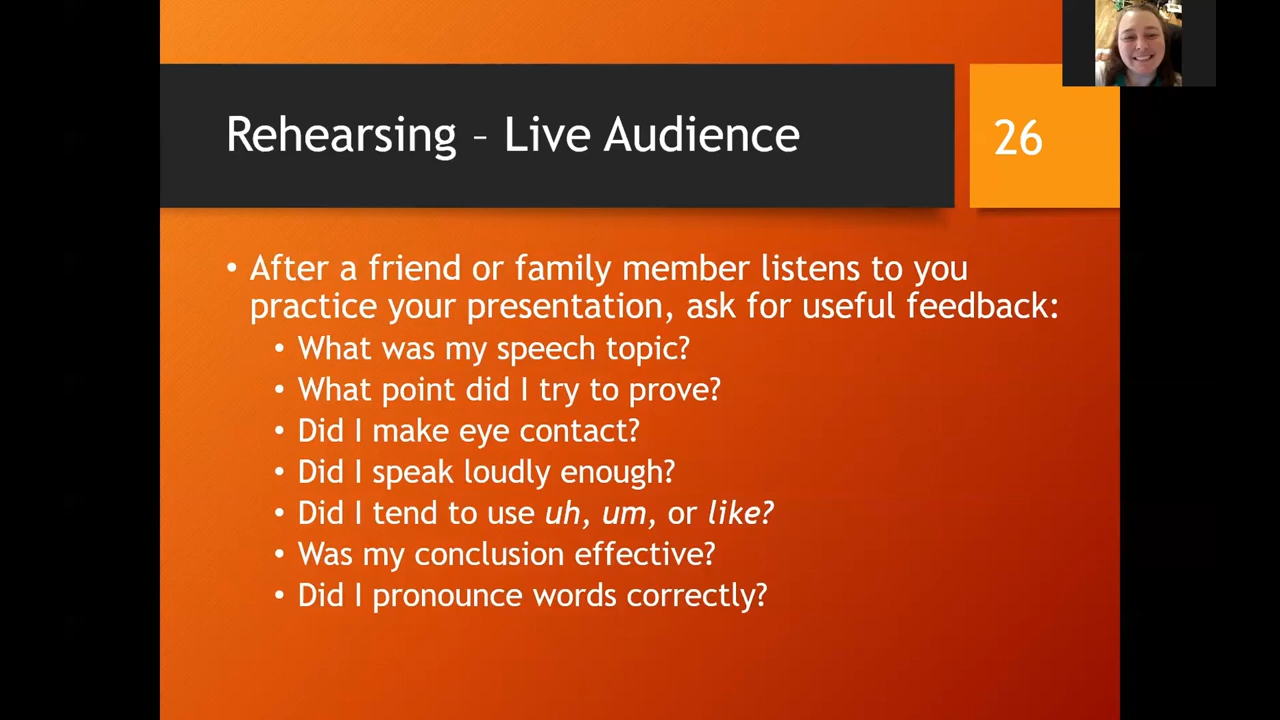 Rehearsing – Live Audience
26
• After a friend or family member listens to you
practice your presentation, ask for useful feedback:
• What was my speech topic?
• What point did I try to prove?
• Did I make eye contact?
• Did I speak loudly enough?
• Did I tend to use uh, um, or like?
• Was my conclusion effective?
• Did I pronounce words correctly?